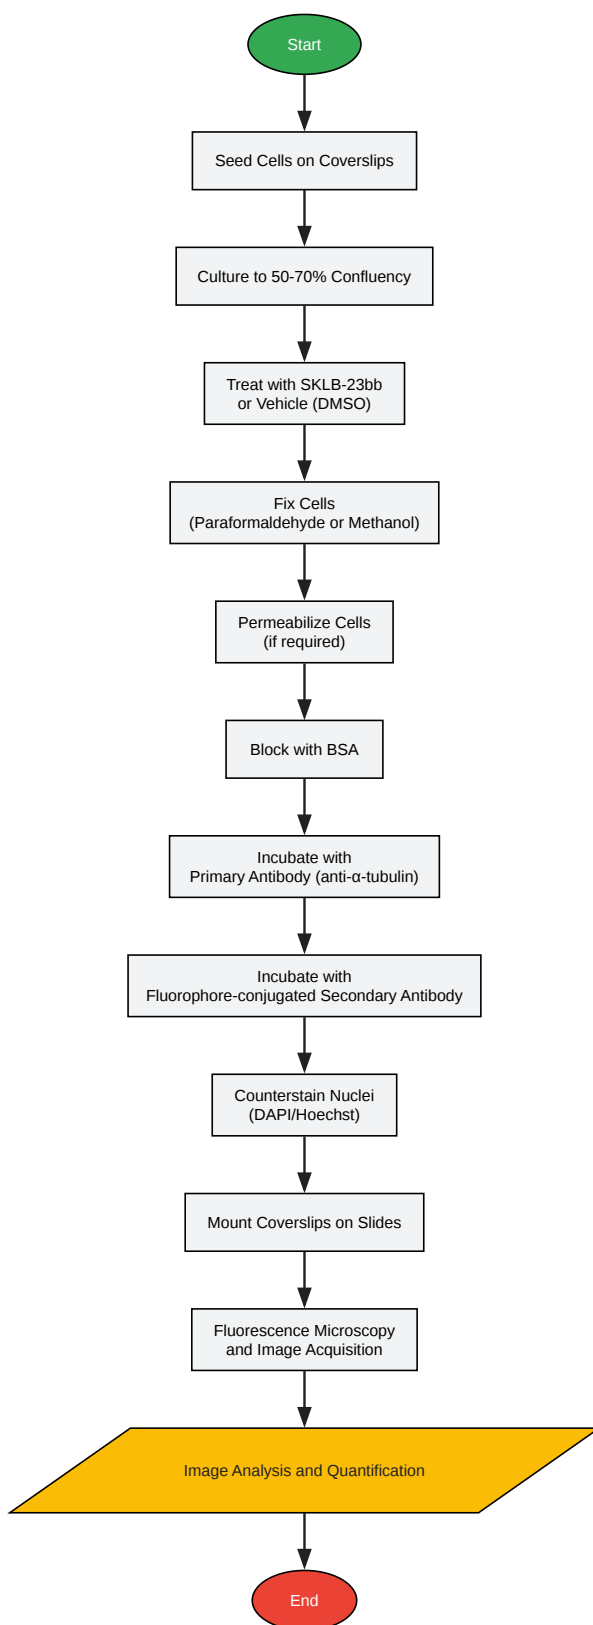 Start
Seed Cells on Coverslips
Culture to 50-70% Confluency
Treat with SKLB-23bb
or Vehicle (DMSO)
Fix Cells
(Paraformaldehyde or Methanol)
Permeabilize Cells
(if required)
Block with BSA
Incubate with
Primary Antibody (anti-α-tubulin)
Incubate with
Fluorophore-conjugated Secondary Antibody
Counterstain Nuclei
(DAPI/Hoechst)
Mount Coverslips on Slides
Fluorescence Microscopy
and Image Acquisition
Image Analysis and Quantification
End